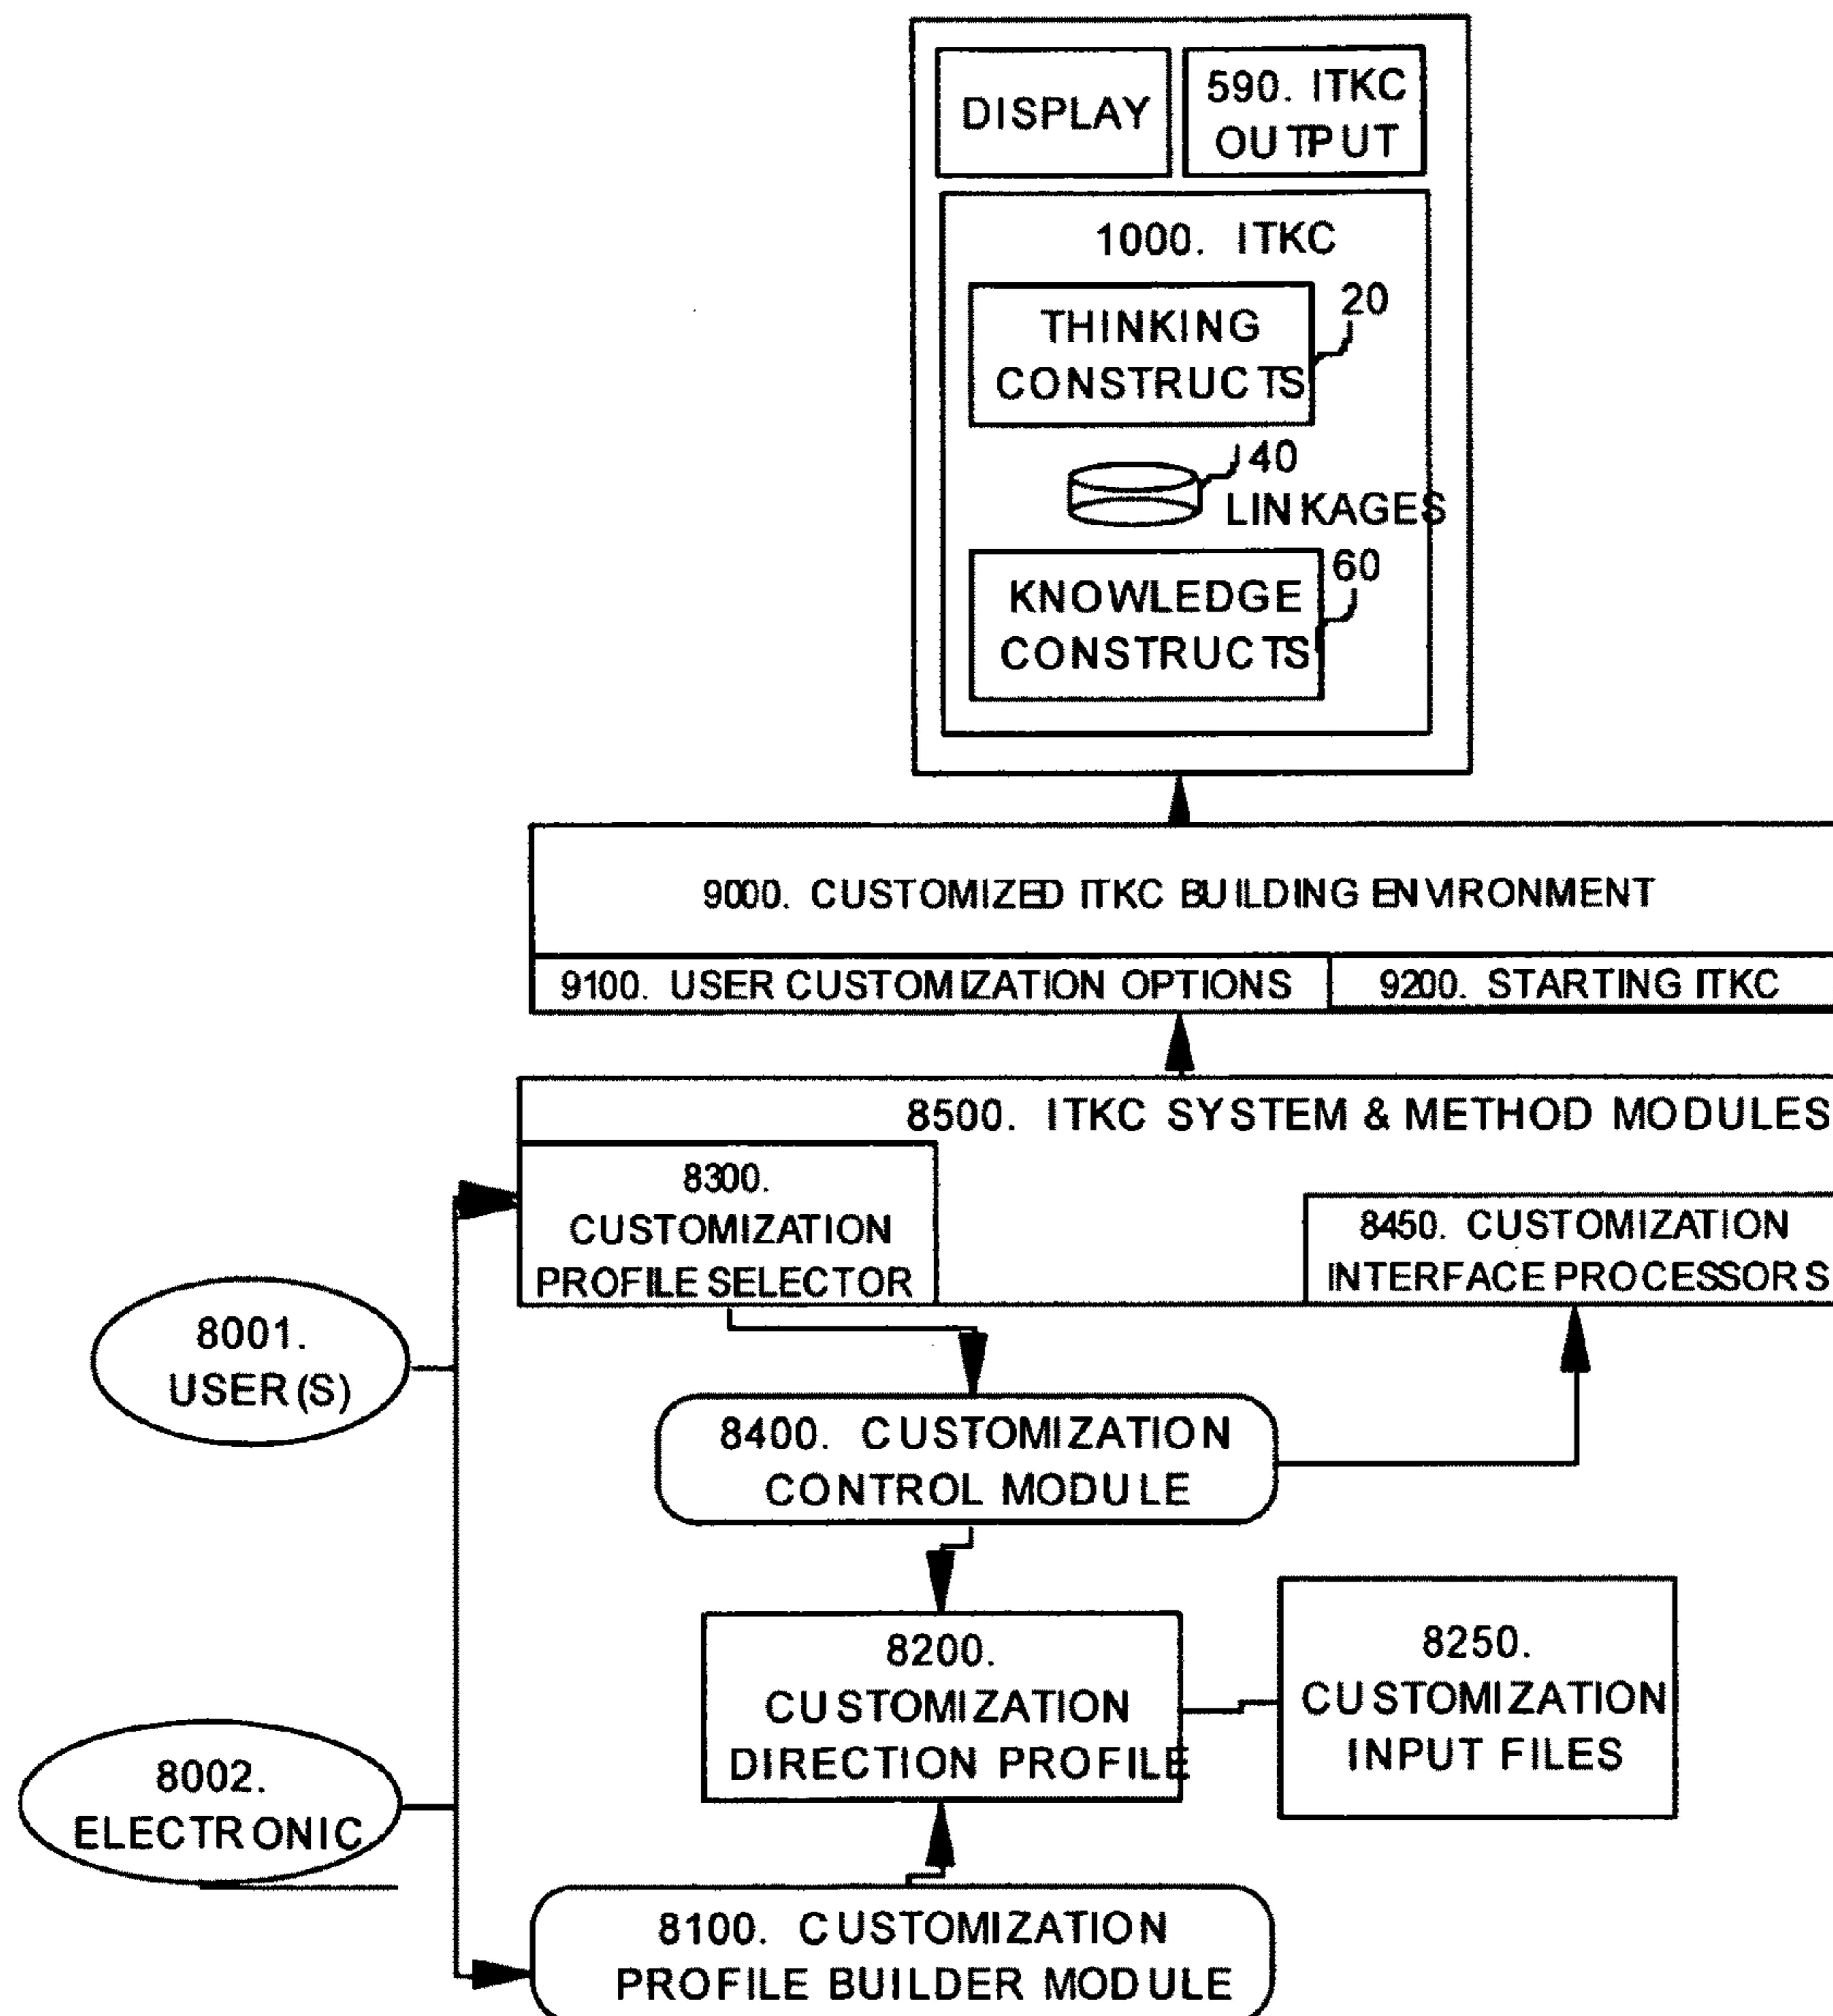 DISPLAY
590. ITKC
OUTPUT
1000. ITKC
THINKING
CONSTRUCTS
20
40
LINKAGES
KNOWLEDGE
CONSTRUCTS
60
9000. CUSTOMIZED ITKC BUILDING ENVIRONMENT
9100. USER CUSTOMIZATION OPTIONS
9200. STARTING ITKC
8500. ITKC SYSTEM & METHOD MODULES
8300.
CUSTOMIZATION
PROFILE SELECTOR
8450. CUSTOMIZATION
INTERFACE PROCESSORS
8001.
USER(S)
8400. CUSTOMIZATION
CONTROL MODULE
8200.
CUSTOMIZATION
DIRECTION PROFILE
8250.
CUSTOMIZATION
INPUT FILES
8002.
ELECTRONIC
8100. CUSTOMIZATION
PROFILE BUILDER MODULE